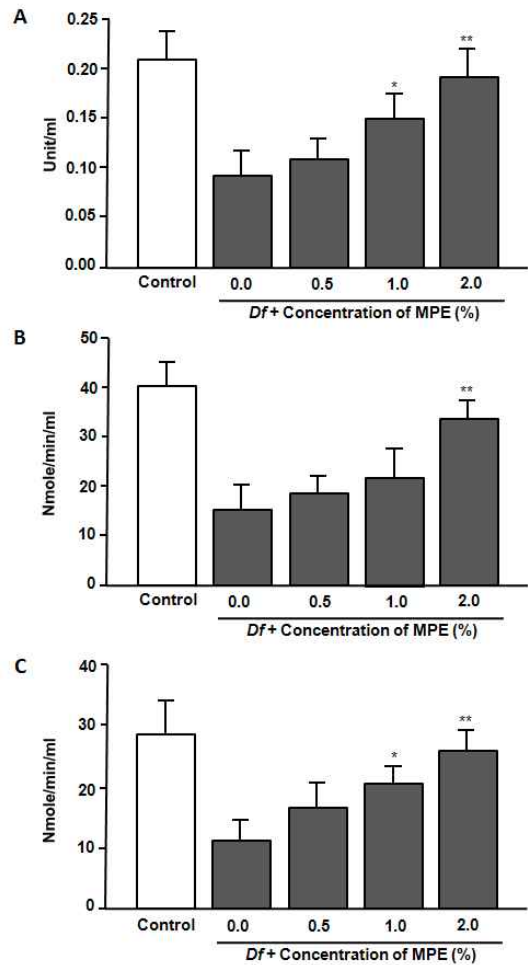 A
0.25
**
0.20
*
0.15
Unit/ml
0.10
0.05
0.00
Control 0.0 0.5 1.0 2.0
Df + Concentration of MPE (%)
B
50
40
**
30
Nmole/min/ml
20
10
0
Control 0.0 0.5 1.0 2.0
Df + Concentration of MPE (%)
C
40
30
**
*
Nmole/min/ml
20
10
0
Control 0.0 0.5 1.0 2.0
Df + Concentration of MPE (%)